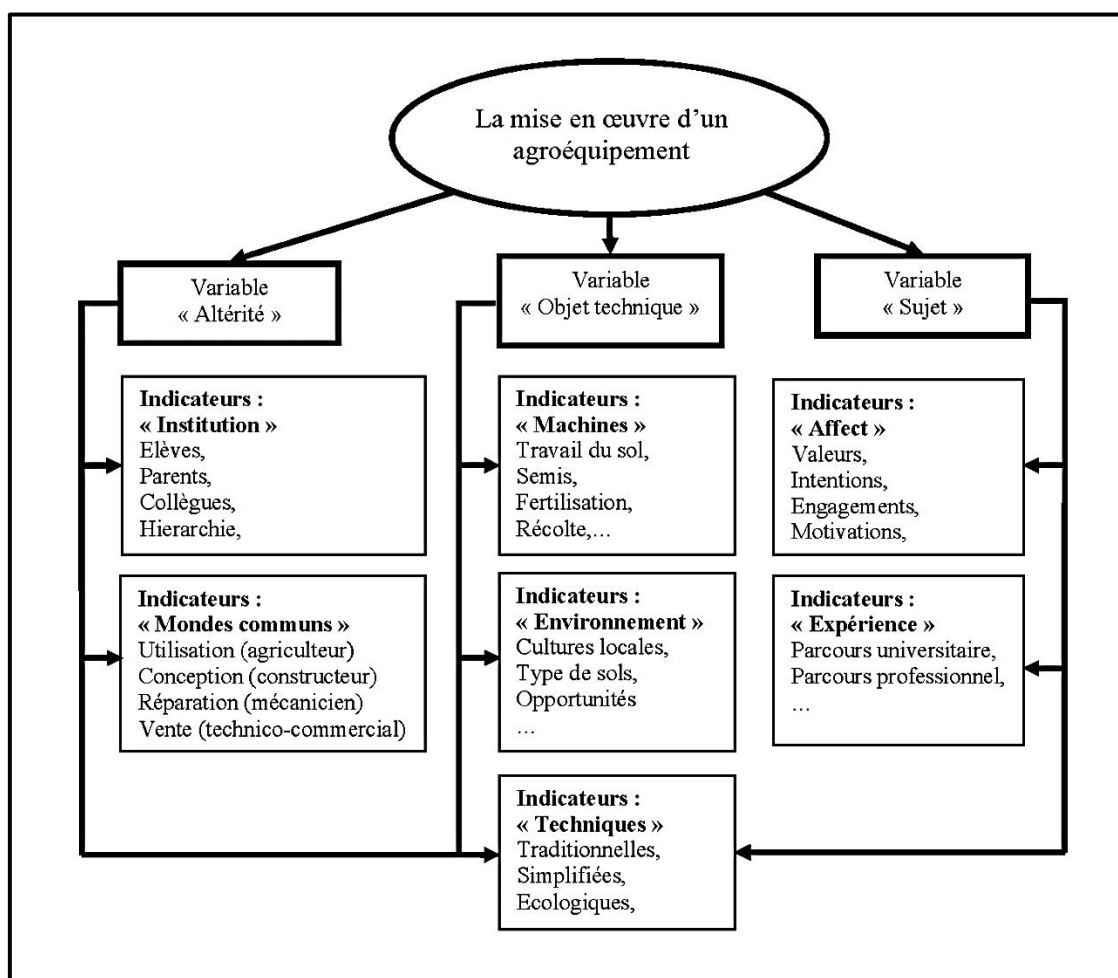 La mise en œuvre d’un
agroéquipement
Variable
« Altérité »
Variable
« Objet technique »
Variable
« Sujet »
Indicateurs :
« Institution »
Elèves,
Parents,
Collègues,
Hierarchie,
Indicateurs :
« Machines »
Travail du sol,
Semis,
Fertilisation,
Récolte,…
Indicateurs :
« Affect »
Valeurs,
Intentions,
Engagements,
Motivations,
Indicateurs :
« Mondes communs »
Utilisation (agriculteur)
Conception (constructeur)
Réparation (mécanicien)
Vente (technico-commercial)
Indicateurs :
« Environnement »
Cultures locales,
Type de sols,
Opportunités
…
Indicateurs :
« Expérience »
Parcours universitaire,
Parcours professionnel,
…
Indicateurs :
« Techniques »
Traditionnelles,
Simplifiées,
Ecologiques,